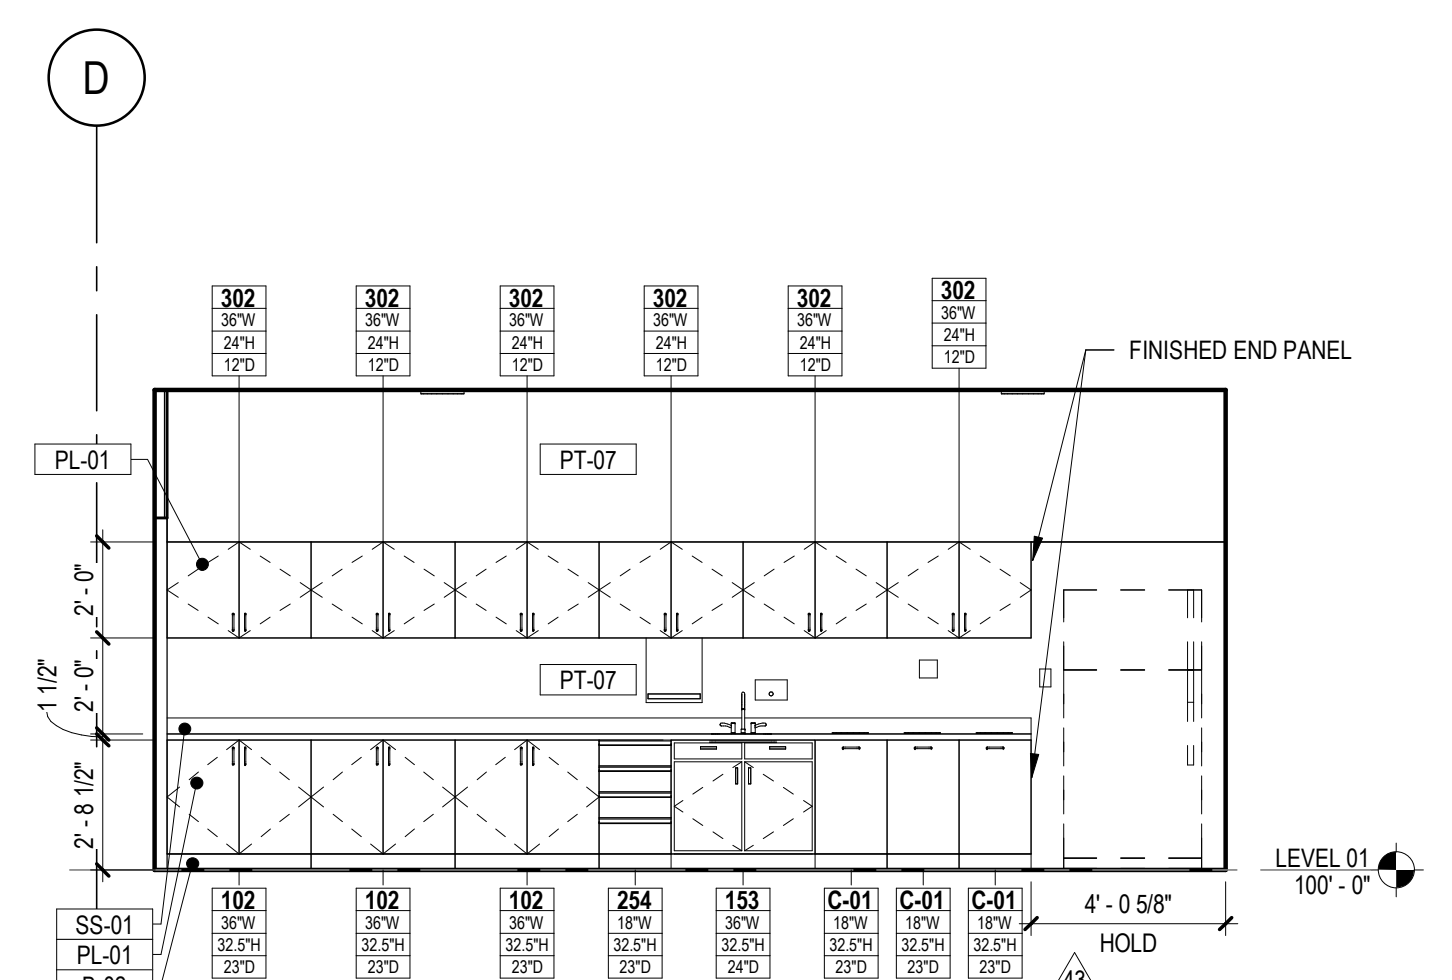 D
302 302 302 302 302 302
36"W 36"W 36"W 36"W 36"W 36"W
24"H 24"H 24"H 24"H 24"H 24"H
12"D 12"D 12"D 12"D 12"D 12"D
FINISHED END PANEL
PL-01
PT-07
2' - 0"
PT-07
2' - 0"
1 1/2"
2' - 8 1/2"
LEVEL 01
100' - 0"
102 102 102 254 153 C-01 C-01 C-01
36"W 36"W 36"W 18"W 36"W 18"W 18"W 18"W
32.5"H 32.5"H 32.5"H 32.5"H 32.5"H 32.5"H 32.5"H 32.5"H
23"D 23"D 23"D 23"D 24"D 23"D 23"D 23"D
4' - 0 5/8"
HOLD
SS-01
PL-01
43